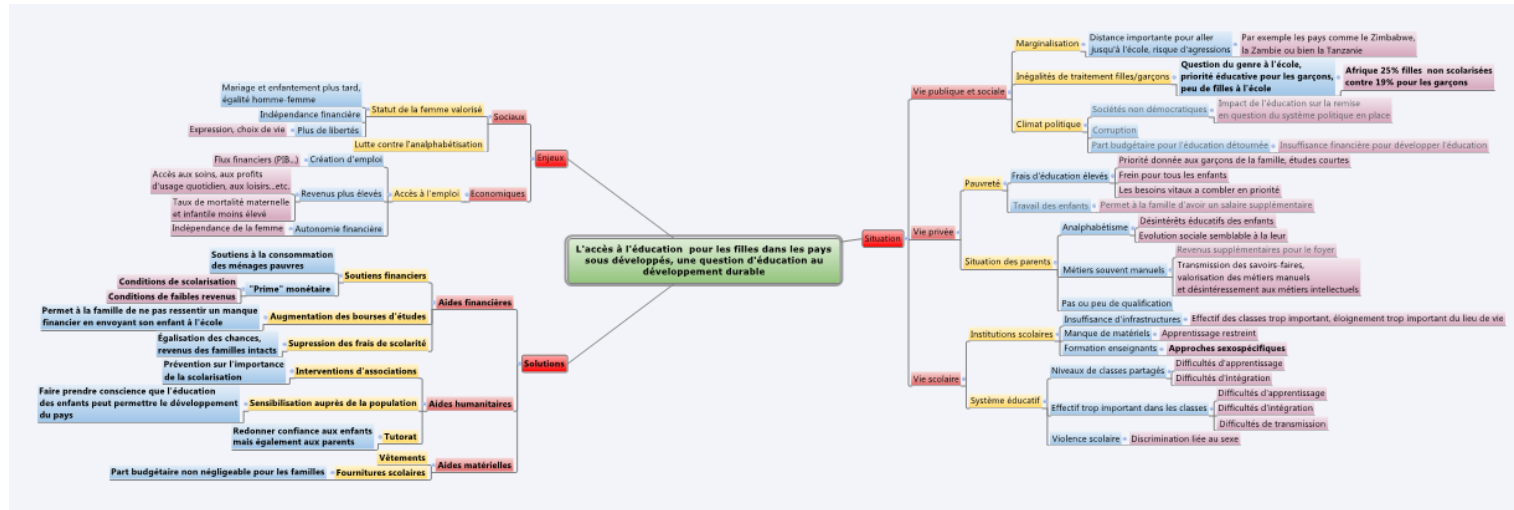 L'accès à l'éducation  pour les filles dans les pays
sous développés, une question d'éducation au
développement durable
Enjeux
Sociaux
Statut de la femme valorisé
Mariage et enfantement plus tard,
égalité homme-femme
Indépendance financière
Plus de libertés
Expression, choix de vie
Lutte contre l'analphabétisation
Economiques
Accès à l'emploi
Création d'emploi
Flux financiers (PIB...)
Revenus plus élevés
Accès aux soins, aux profits
d'usage quotidien, aux loisirs...etc.
Taux de mortalité maternelle
et infantile moins élevé
Autonomie financière
Indépendance de la femme
Solutions
Aides financières
Soutiens financiers
Soutiens à la consommation
des ménages pauvres
"Prime" monétaire
Conditions de scolarisation
Conditions de faibles revenus
Augmentation des bourses d'études
Permet à la famille de ne pas ressentir un manque
financier en envoyant son enfant à l'école
Supression des frais de scolarité
Égalisation des chances,
revenus des familles intacts
Aides humanitaires
Interventions d'associations
Prévention sur l'importance
de la scolarisation
Sensibilisation auprès de la population
Faire prendre conscience que l'éducation
des enfants peut permettre le développement
du pays
Tutorat
Redonner confiance aux enfants
mais également aux parents
Aides matérielles
Vêtements
Fournitures scolaires
Part budgétaire non négligeable pour les familles
Situation
Vie publique et sociale
Marginalisation
Distance importante pour aller
jusqu'à l'école, risque d'agressions
Par exemple les pays comme le Zimbabwe,
la Zambie ou bien la Tanzanie
Inégalités de traitement filles/garçons
Question du genre à l'école,
priorité éducative pour les garçons,
peu de filles à l'école
Afrique 25% filles  non scolarisées
contre 19% pour les garçons
Climat politique
Sociétés non démocratiques
Impact de l'éducation sur la remise
en question du système politique en place
Corruption
Part budgétaire pour l'éducation détournée
Insuffisance financière pour développer l'éducation
Vie privée
Pauvreté
Frais d'éducation élevés
Priorité donnée aux garçons de la famille, études courtes
Frein pour tous les enfants
Les besoins vitaux a combler en priorité
Travail des enfants
Permet à la famille d'avoir un salaire supplémentaire
Situation des parents
Analphabétisme
Désintérêts éducatifs des enfants
Evolution sociale semblable à la leur
Métiers souvent manuels
Revenus supplémentaires pour le foyer
Transmission des savoirs-faires,
valorisation des métiers manuels
et désintéressement aux métiers intellectuels
Pas ou peu de qualification
Vie scolaire
Institutions scolaires
Insuffisance d'infrastructures
Effectif des classes trop important, éloignement trop important du lieu de vie
Manque de matériels
Apprentissage restreint
Formation enseignants
Approches sexospécifiques
Système éducatif
Niveaux de classes partagés
Difficultés d'apprentissage
Difficultés d'intégration
Effectif trop important dans les classes
Difficultés d'apprentissage
Difficultés d'intégration
Difficultés de transmission
Violence scolaire
Discrimination liée au sexe